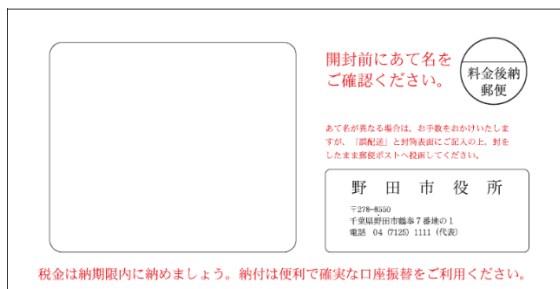 開封前にあて名を
ご確認ください。
料金後納
郵便
あて名が異なる場合は、お手数をおかけいたしま
すが、「誤配送」と封筒表面にご記入の上、封を
したまま郵便ポストへ投函してください。
野田市役所
〒278-8550
千葉県野田市鶴奉7番地の1
電話 04 (7125) 1111 (代表)
税金は納期限内に納めましょう。納付は便利で確実な口座振替をご利用ください。